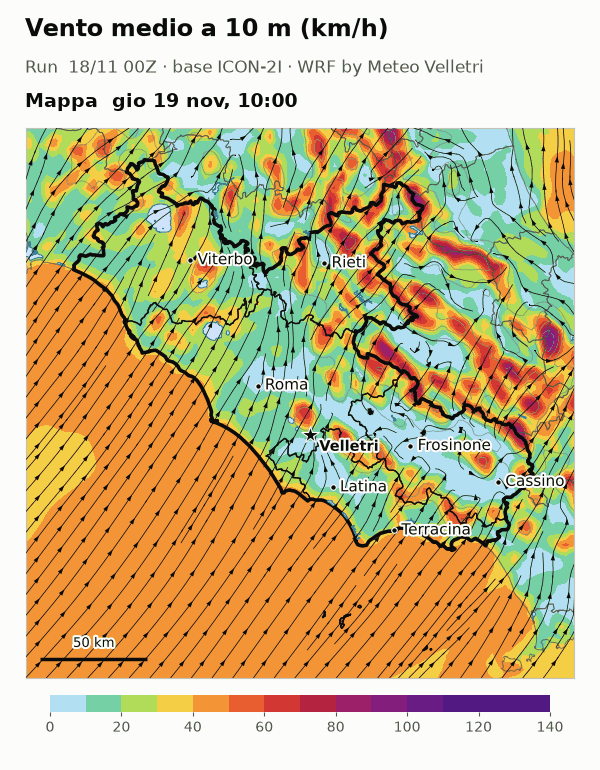 Vento medio a 10 m (km/h)
Run 18/11 00Z · base ICON-2I · WRF by Meteo Velletri
Mappa gio 19 nov, 10:00
Viterbo
Rieti
Roma
Velletri
Frosinone
Cassino
Latina
Terracina
50 km
0 20 40 60 80 100 120 140